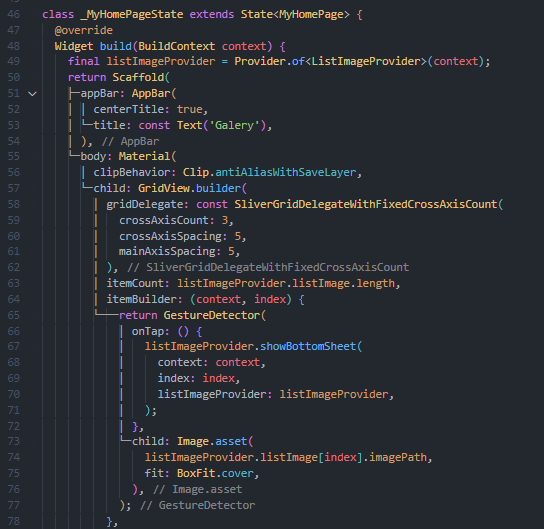 46 class _MyHomePageState extends State<MyHomePage> {
47 @override
48 Widget build(BuildContext context) {
49 final listImageProvider = Provider.of<ListImageProvider>(context);
50 return Scaffold(
51 appBar: AppBar(
52 centerTitle: true,
53 title: const Text('Galery'),
54 ), // AppBar
55 body: Material(
56 clipBehavior: Clip.antiAliasWithSaveLayer,
57 child: GridView.builder(
58 gridDelegate: const SliverGridDelegateWithFixedCrossAxisCount(
59 crossAxisCount: 3,
60 crossAxisSpacing: 5,
61 mainAxisSpacing: 5,
62 ), // SliverGridDelegateWithFixedCrossAxisCount
63 itemCount: listImageProvider.listImage.length,
64 itemBuilder: (context, index) {
65 return GestureDetector(
66 onTap: () {
67 listImageProvider.showBottomSheet(
68 context: context,
69 index: index,
70 listImageProvider: listImageProvider,
71 );
72 },
73 child: Image.asset(
74 listImageProvider.listImage[index].imagePath,
75 fit: BoxFit.cover,
76 ), // Image.asset
77 ); // GestureDetector
78 },